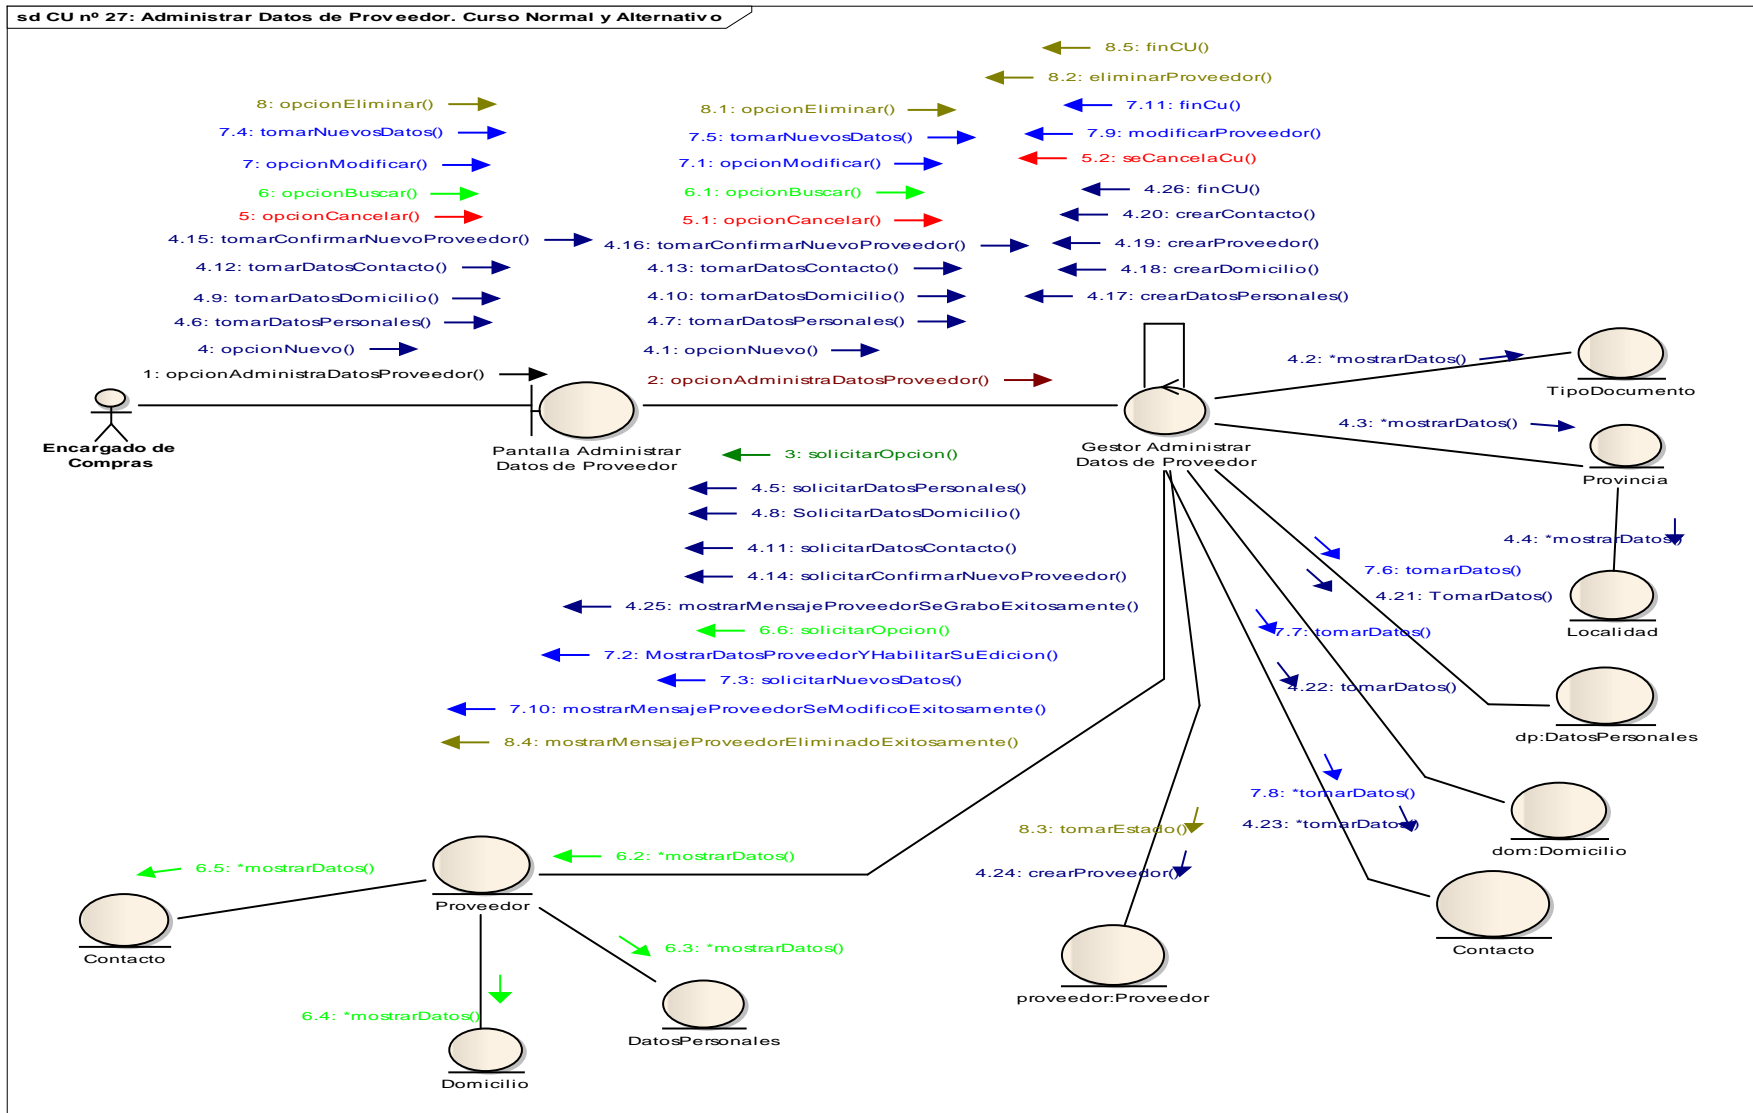 sd CU nº 27: Administrar Datos de Proveedor. Curso Normal y Alternativo
8.5: finCU()
8.2: eliminarProveedor()
8: opcionEliminar()
8.1: opcionEliminar()
7.11: finCu()
7.4: tomarNuevosDatos()
7.5: tomarNuevosDatos()
7.9: modificarProveedor()
7: opcionModificar()
7.1: opcionModificar()
5.2: seCancelaCu()
6: opcionBuscar()
6.1: opcionBuscar()
4.26: finCU()
5: opcionCancelar()
5.1: opcionCancelar()
4.20: crearContacto()
4.15: tomarConfirmarNuevoProveedor()
4.16: tomarConfirmarNuevoProveedor()
4.19: crearProveedor()
4.12: tomarDatosContacto()
4.13: tomarDatosContacto()
4.18: crearDomicilio()
4.9: tomarDatosDomicilio()
4.10: tomarDatosDomicilio()
4.17: crearDatosPersonales()
4.6: tomarDatosPersonales()
4.7: tomarDatosPersonales()
4: opcionNuevo()
4.1: opcionNuevo()
4.2: *mostrarDatos()
1: opcionAdministraDatosProveedor()
2: opcionAdministraDatosProveedor()
TipoDocumento
4.3: *mostrarDatos()
Encargado de
Compras
Pantalla Administrar
Datos de Proveedor
Gestor Administrar
Datos de Proveedor
3: solicitarOpcion()
Provincia
4.5: solicitarDatosPersonales()
4.8: SolicitarDatosDomicilio()
4.4: *mostrarDatos()
4.11: solicitarDatosContacto()
4.14: solicitarConfirmarNuevoProveedor()
7.6: tomarDatos()
4.21: TomarDatos()
4.25: mostrarMensajeProveedorSeGraboExitosamente()
6.6: solicitarOpcion()
7.7: tomarDatos()
Localidad
7.2: MostrarDatosProveedorYHabilitarSuEdicion()
7.3: solicitarNuevosDatos()
4.22: tomarDatos()
7.10: mostrarMensajeProveedorSeModificoExitosamente()
dp:DatosPersonales
8.4: mostrarMensajeProveedorEliminadoExitosamente()
7.8: *tomarDatos()
8.3: tomarEstado()
4.23: *tomarDatos()
dom:Domicilio
6.5: *mostrarDatos()
6.2: *mostrarDatos()
4.24: crearProveedor()
Proveedor
Contacto
6.3: *mostrarDatos()
Contacto
proveedor:Proveedor
6.4: *mostrarDatos()
DatosPersonales
Domicilio